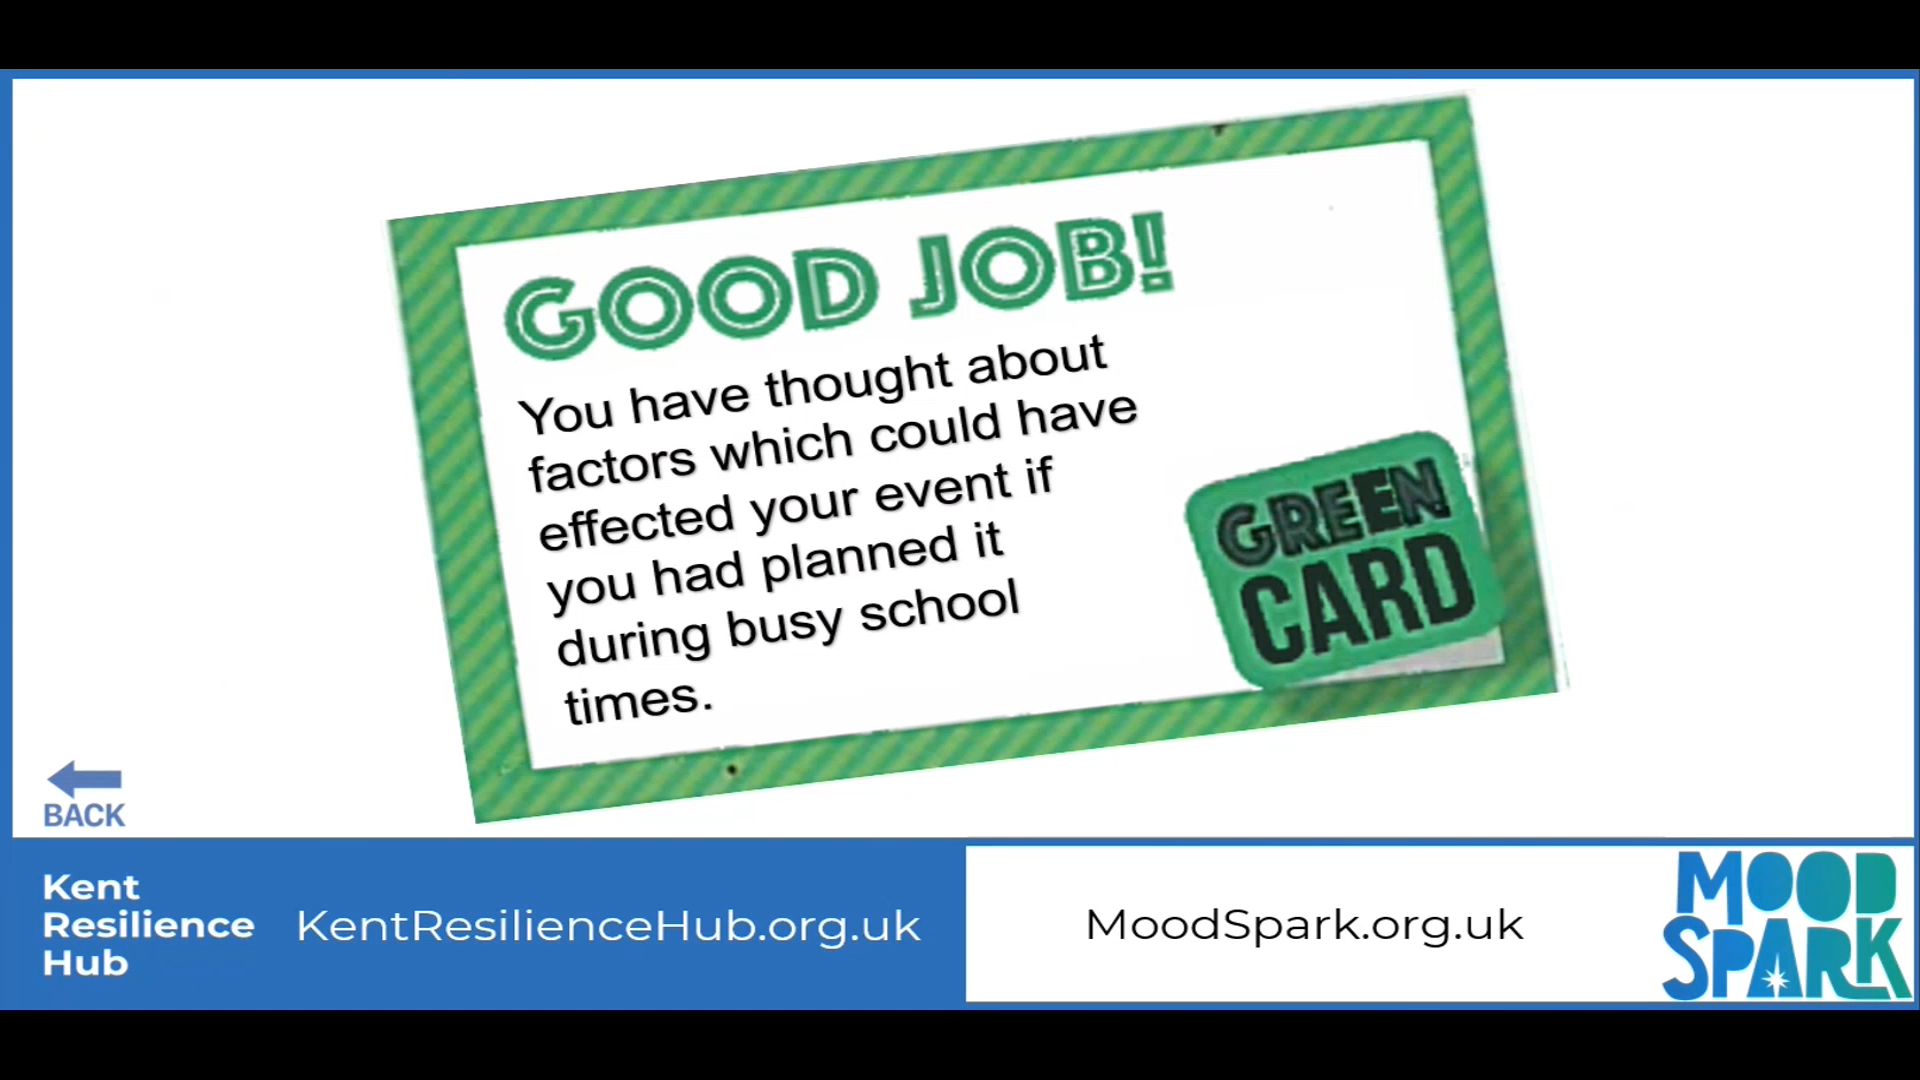 GOOD JOB!
You have thought about
factors which could have
effected your event if
you had planned it
during busy school
times.
GREEN
CARD
BACK
Kent
Resilience
Hub
KentResilienceHub.org.uk
MoodSpark.org.uk
MOOD
SPARK